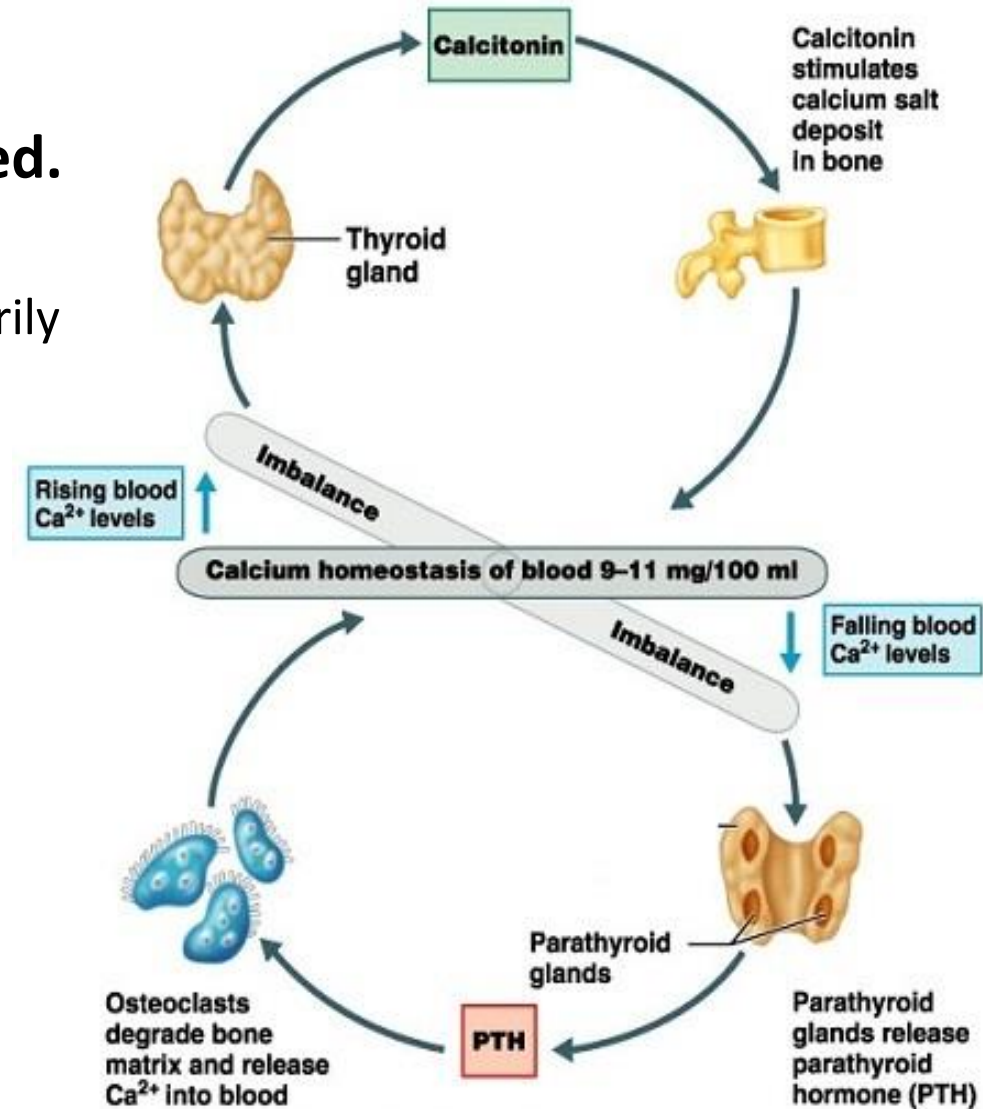 Calcitonin
Calcitonin
stimulates
calcium salt
deposit
in bone
ed.
Thyroid
gland
rily
Imbalance
Rising blood
Ca²⁺ levels
Calcium homeostasis of blood 9–11 mg/100 ml
Falling blood
Ca²⁺ levels
Imbalance
Parathyroid
glands
Osteoclasts
degrade bone
matrix and release
Ca²⁺ into blood
PTH
Parathyroid
glands release
parathyroid
hormone (PTH)